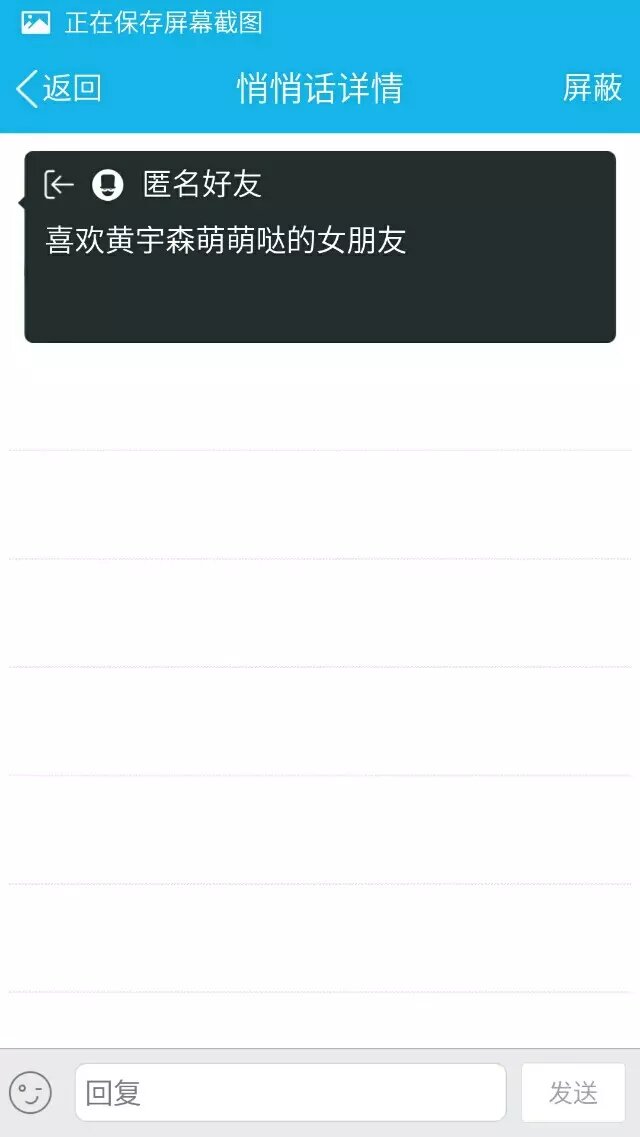 正在保存屏幕截图
返回
悄悄话详情
屏蔽
匿名好友
喜欢黄宇森萌萌哒的女朋友
回复
发送